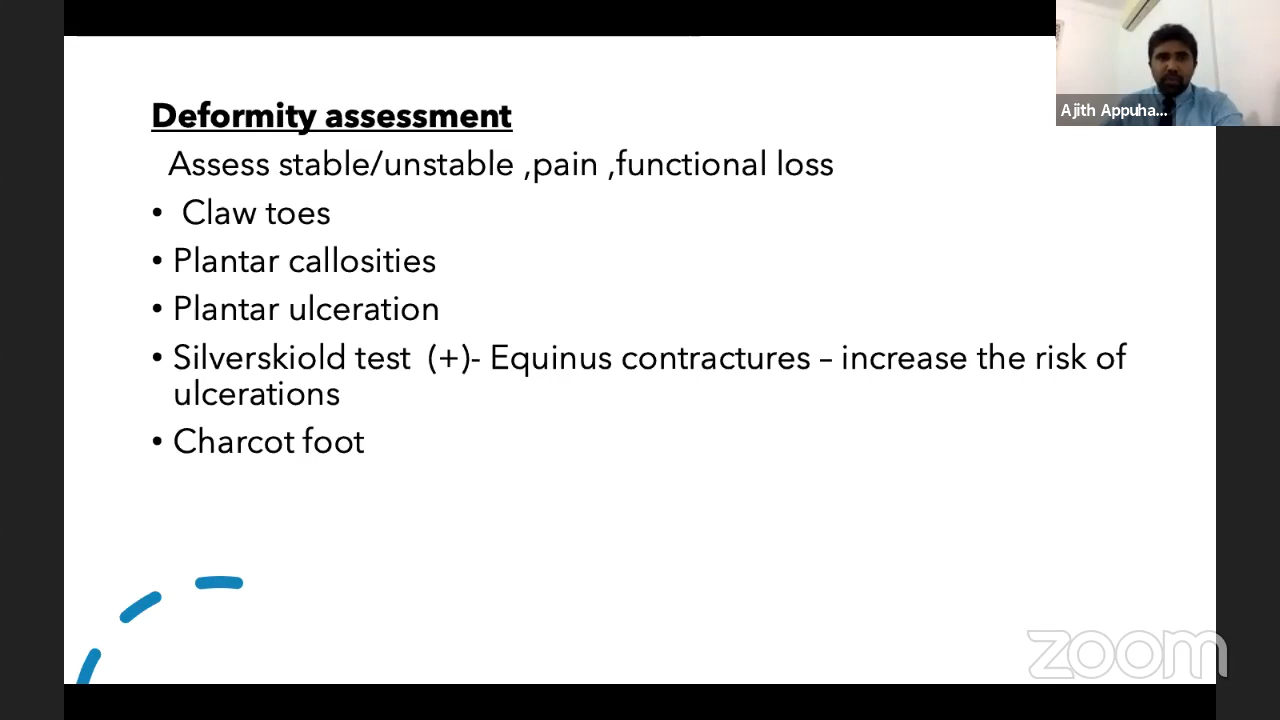 Deformity assessment
Assess stable/unstable ,pain ,functional loss
• Claw toes
• Plantar callosities
• Plantar ulceration
• Silverskiold test (+)- Equinus contractures – increase the risk of
ulcerations
• Charcot foot
Ajith Appuha...
zoom